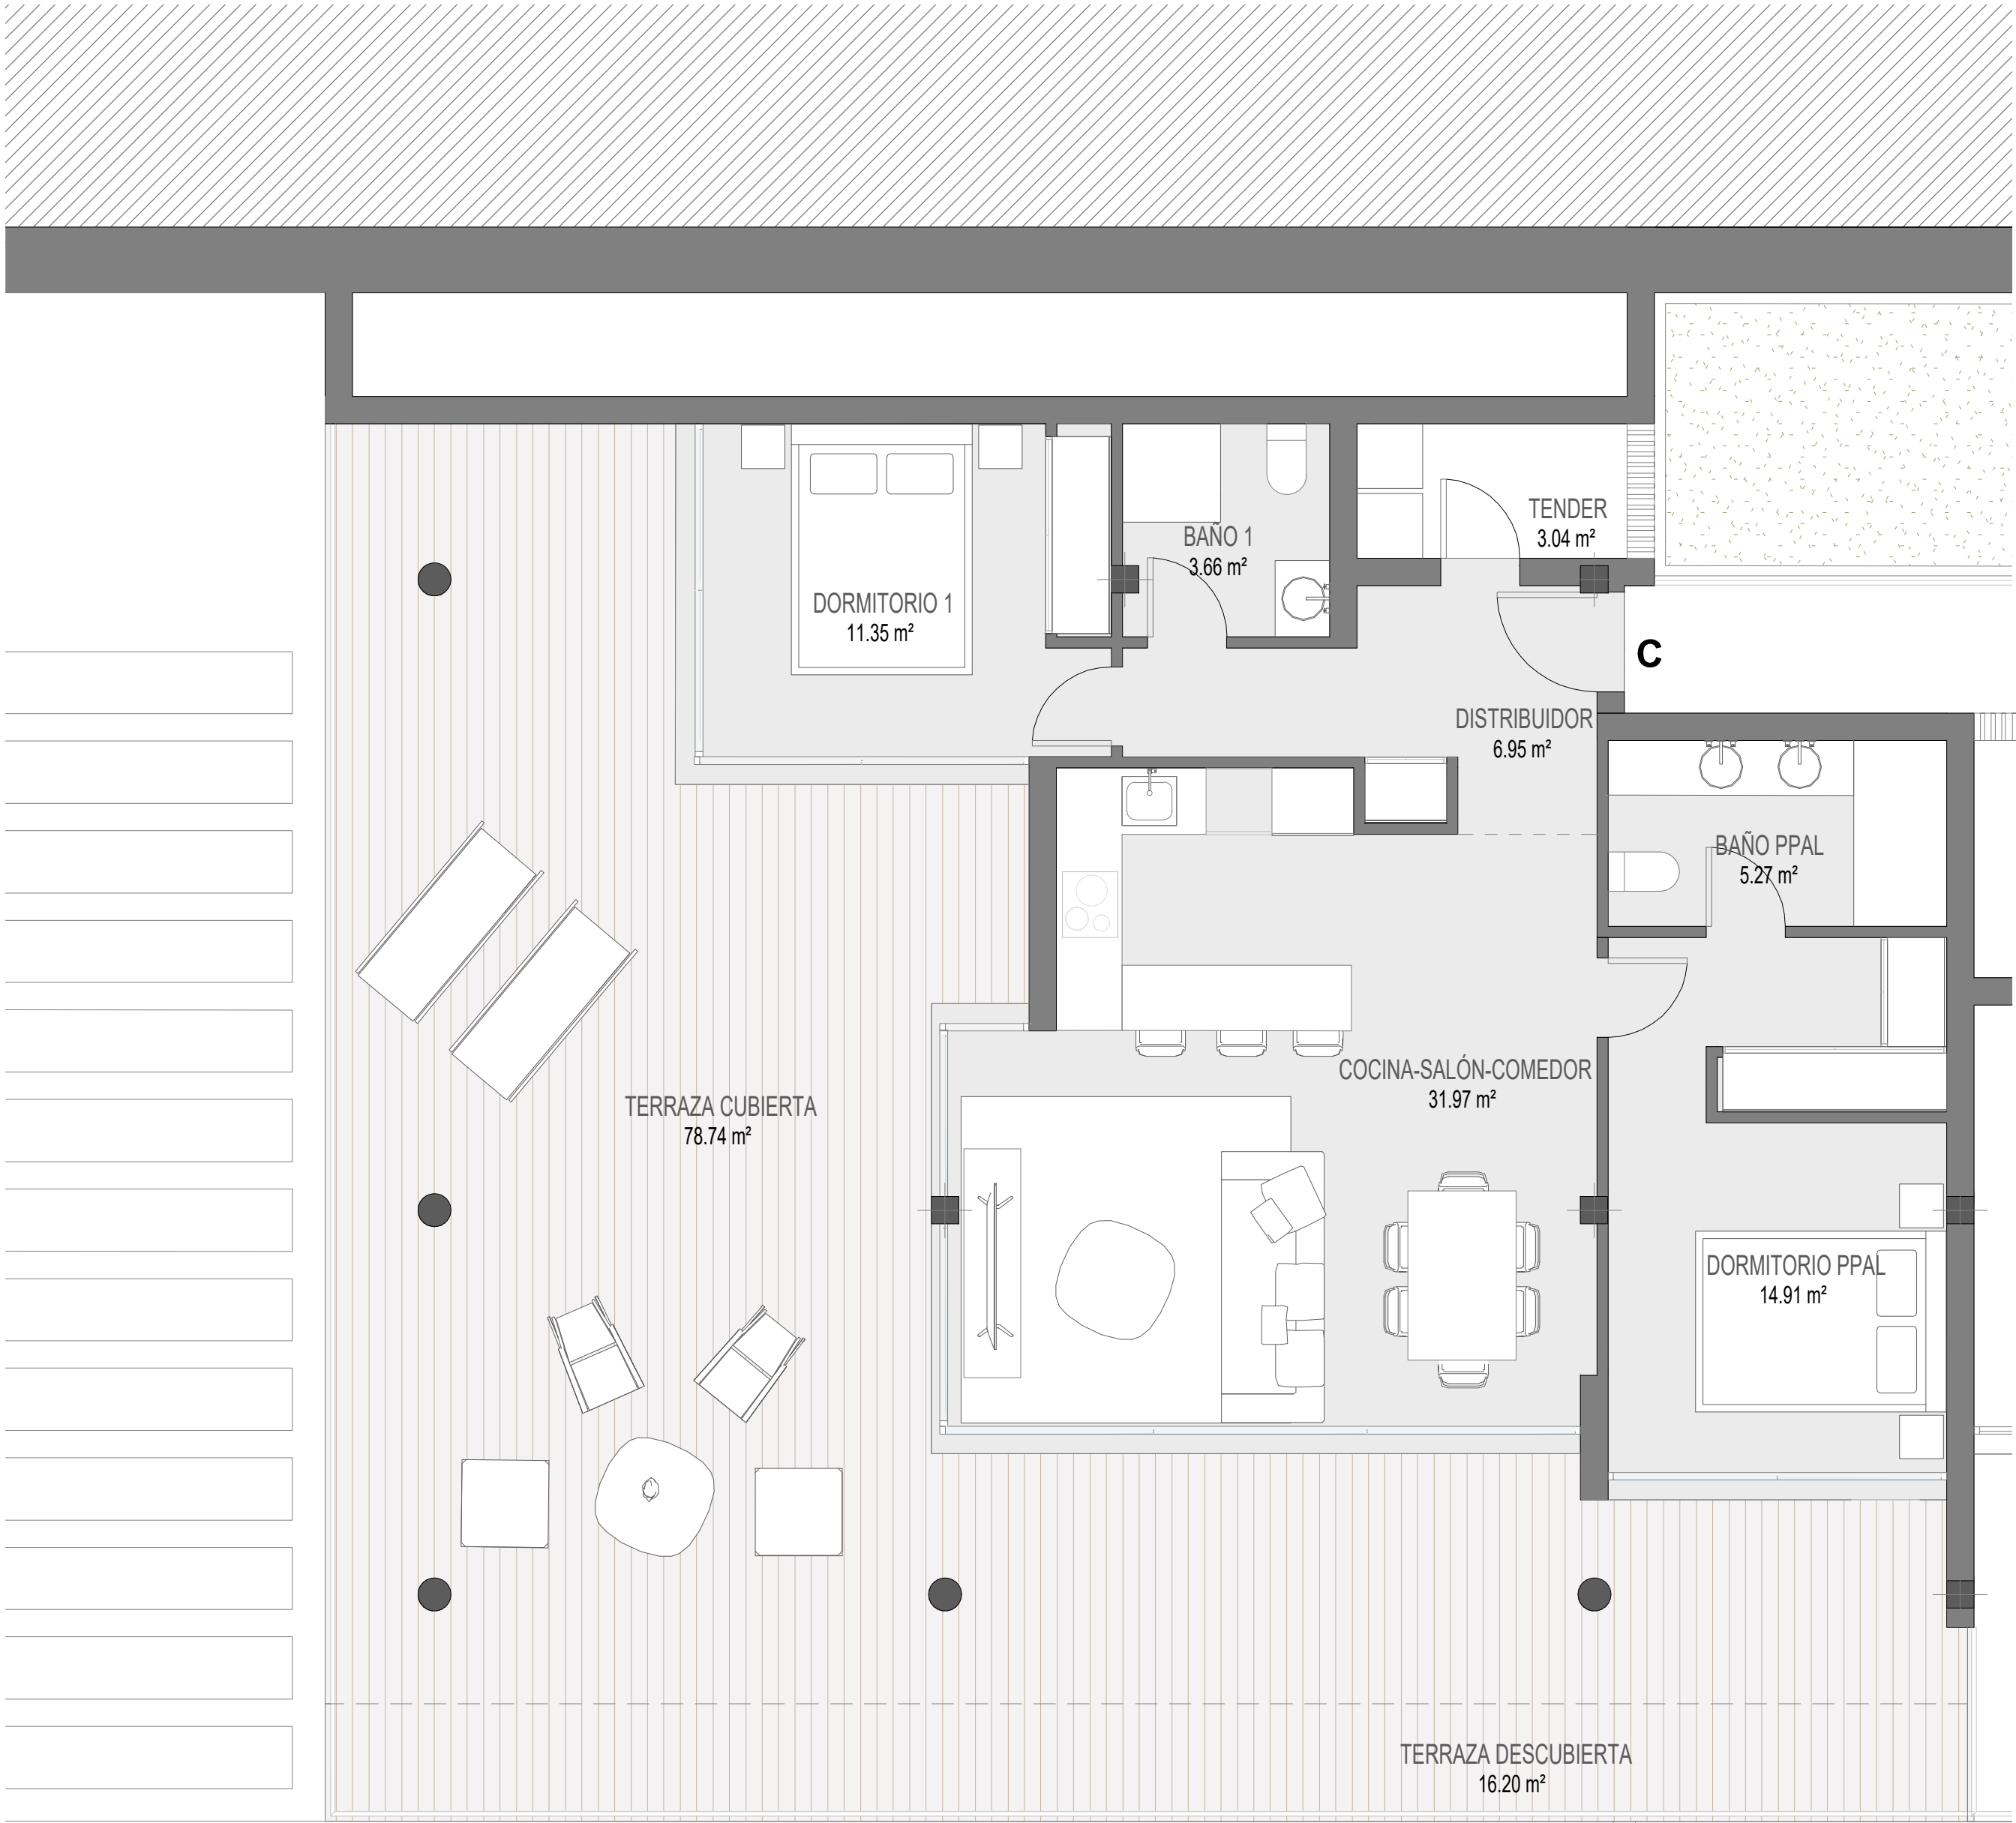 TENDER
3.04 m²
BAÑO 1
3.66 m²
DORMITORIO 1
11.35 m²
C
DISTRIBUIDOR
6.95 m²
BAÑO PPAL
5.27 m²
COCINA-SALÓN-COMEDOR
31.97 m²
TERRAZA CUBIERTA
78.74 m²
DORMITORIO PPAL
14.91 m²
TERRAZA DESCUBIERTA
16.20 m²